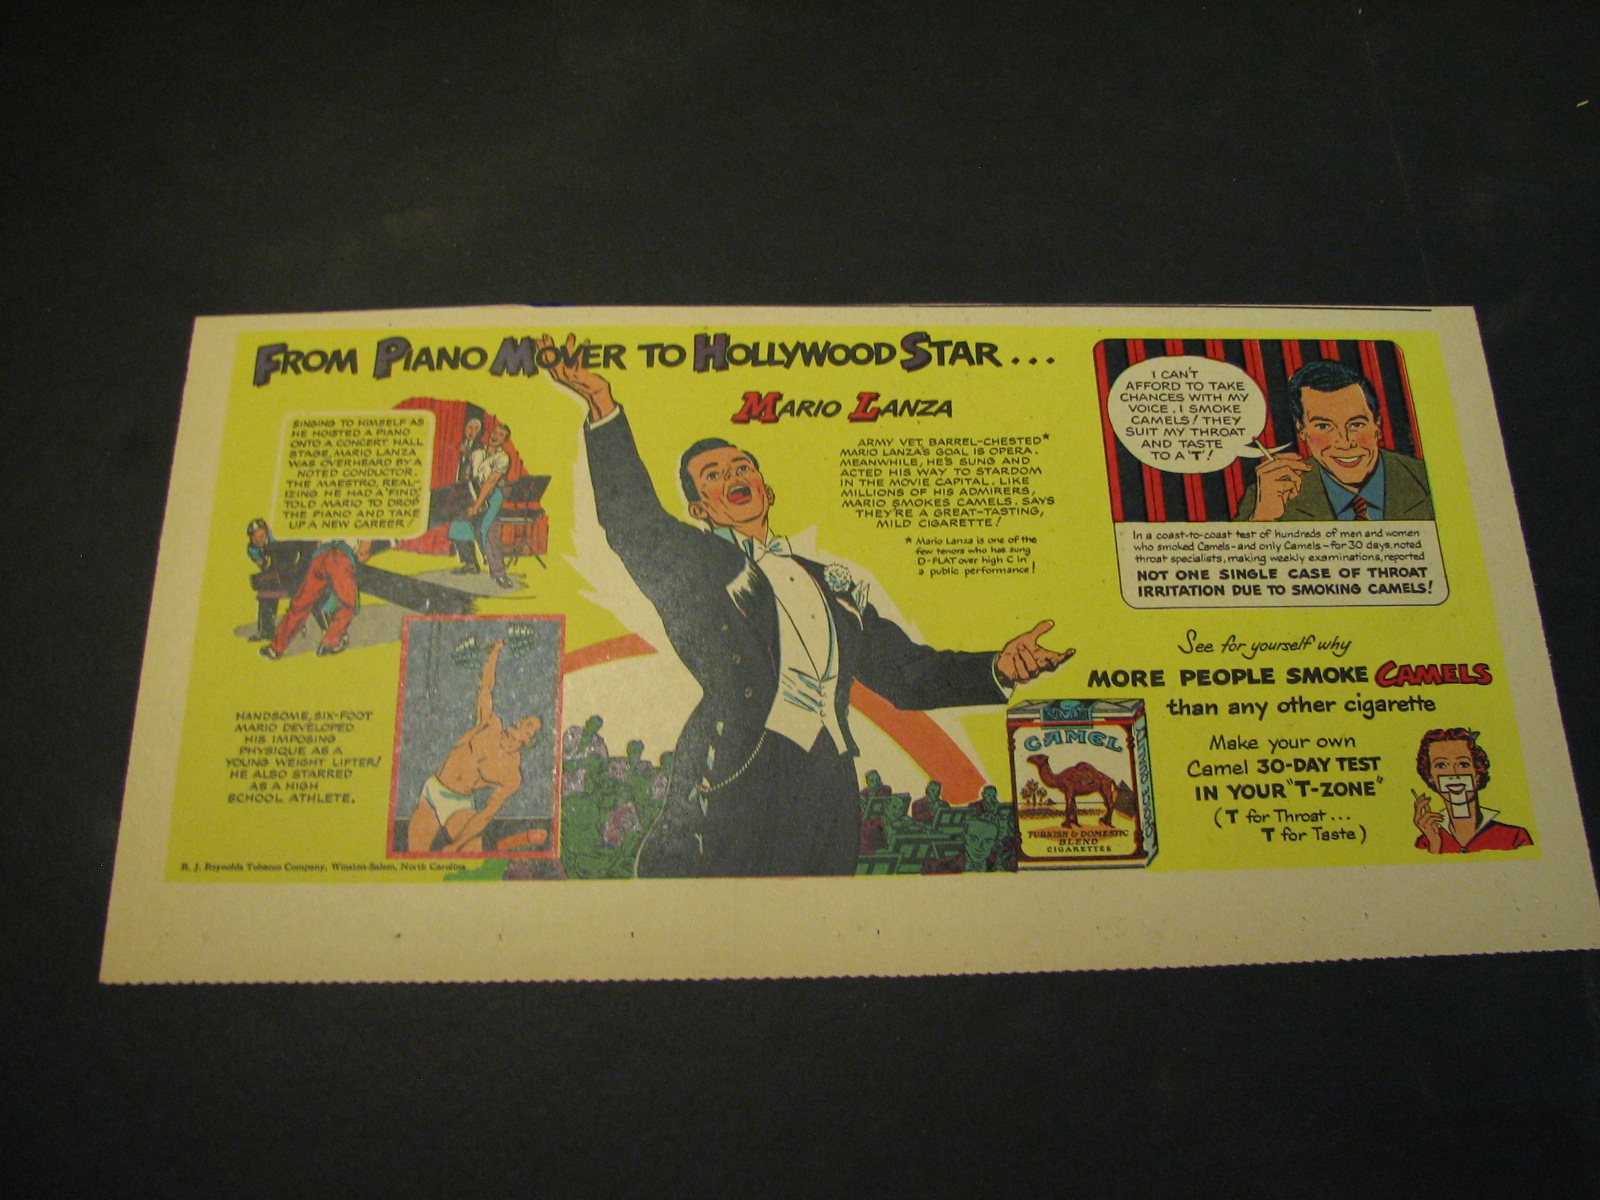 FROM PIANO MOVER TO HOLLYWOOD STAR...
MARIO LANZA
SINGING TO HIMSELF AS
HE HOISTED A PIANO
ONTO A CONCERT HALL
STAGE, MARIO LANZA
WAS OVERHEARD BY A
NOTED CONDUCTOR.
THE MAESTRO, REAL-
IZING HE HAD A 'FIND,'
TOLD MARIO TO DROP
THE PIANO AND TAKE
UP A NEW CAREER!
HANDSOME, SIX-FOOT
MARIO DEVELOPED
HIS IMPOSING
PHYSIQUE AS A
YOUNG WEIGHT LIFTER!
HE ALSO STARRED
AS A HIGH
SCHOOL ATHLETE.
R. J. Reynolds Tobacco Company, Winston-Salem, North Carolina
ARMY VET, BARREL-CHESTED*
MARIO LANZA'S GOAL IS OPERA.
MEANWHILE, HE'S SUNG AND
ACTED HIS WAY TO STARDOM
IN THE MOVIE CAPITAL. LIKE
MILLIONS OF HIS ADMIRERS,
MARIO SMOKES CAMELS. SAYS
THEY'RE A GREAT-TASTING,
MILD CIGARETTE!
* Mario Lanza is one of the
few tenors who has sung
D-FLAT over high C in
a public performance!
I CAN'T
AFFORD TO TAKE
CHANCES WITH MY
VOICE. I SMOKE
CAMELS! THEY
SUIT MY THROAT
AND TASTE
TO A 'T'!
In a coast-to-coast test of hundreds of men and women
who smoked Camels-and only Camels-for 30 days, noted
throat specialists, making weekly examinations, reported
NOT ONE SINGLE CASE OF THROAT
IRRITATION DUE TO SMOKING CAMELS!
See for yourself why
MORE PEOPLE SMOKE CAMELS
than any other cigarette
Make your own
Camel 30-DAY TEST
IN YOUR "T-ZONE"
(T for Throat...
T for Taste)
CAMEL
TURKISH & DOMESTIC
BLEND
CIGARETTES